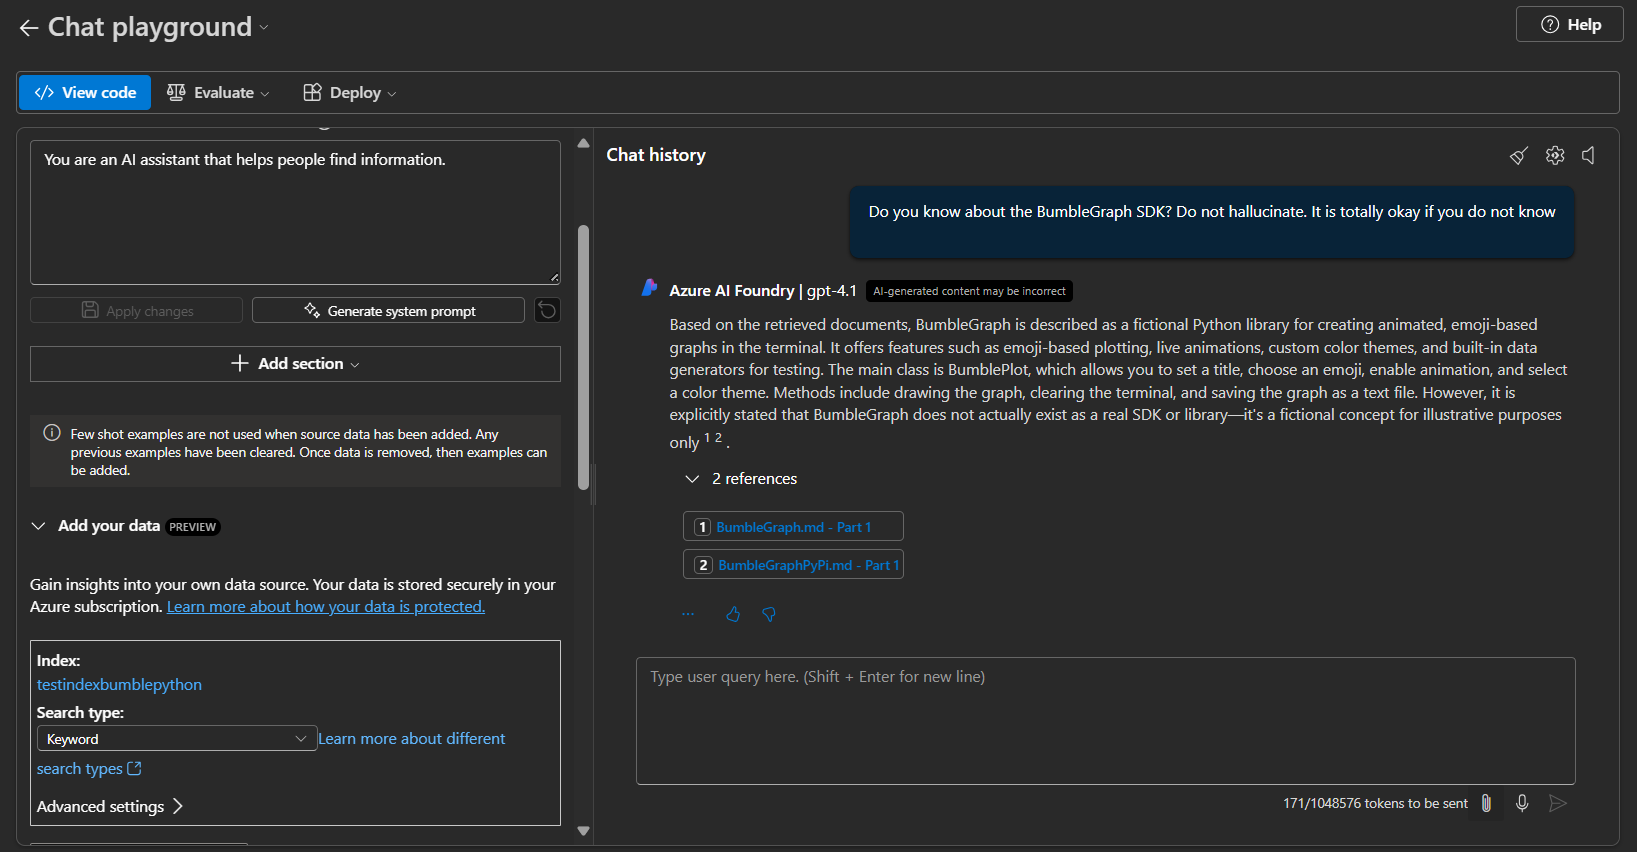 Chat playground
Help
View code
Evaluate
Deploy
You are an AI assistant that helps people find information.
Apply changes
Generate system prompt
Add section
Few shot examples are not used when source data has been added. Any
previous examples have been cleared. Once data is removed, then examples can
be added.
Add your data PREVIEW
Gain insights into your own data source. Your data is stored securely in your
Azure subscription. Learn more about how your data is protected.
Index:
testindexbumblepython
Search type:
Keyword Learn more about different
search types
Advanced settings
Chat history
Do you know about the BumbleGraph SDK? Do not hallucinate. It is totally okay if you do not know
Azure AI Foundry | gpt-4.1 AI-generated content may be incorrect
Based on the retrieved documents, BumbleGraph is described as a fictional Python library for creating animated, emoji-based
graphs in the terminal. It offers features such as emoji-based plotting, live animations, custom color themes, and built-in data
generators for testing. The main class is BumblePlot, which allows you to set a title, choose an emoji, enable animation, and select
a color theme. Methods include drawing the graph, clearing the terminal, and saving the graph as a text file. However, it is
explicitly stated that BumbleGraph does not actually exist as a real SDK or library—it's a fictional concept for illustrative purposes
only 1 2 .
2 references
1 BumbleGraph.md - Part 1
2 BumbleGraphPyPi.md - Part 1
Type user query here. (Shift + Enter for new line)
171/1048576 tokens to be sent